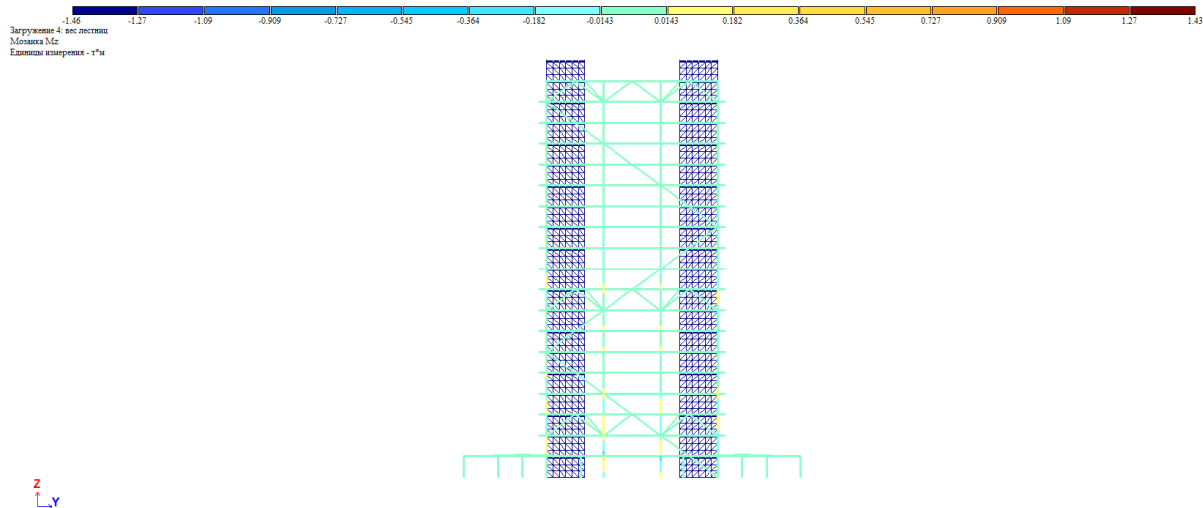 -1.46 -1.27 -1.09 -0.909 -0.727 -0.545 -0.364 -0.182 -0.0143 0.0143 0.182 0.364 0.545 0.727 0.909 1.09 1.27 1.43
Загружение 4: вес лестниц
Мозаика Mz
Единицы измерения - т*м
Z
Y